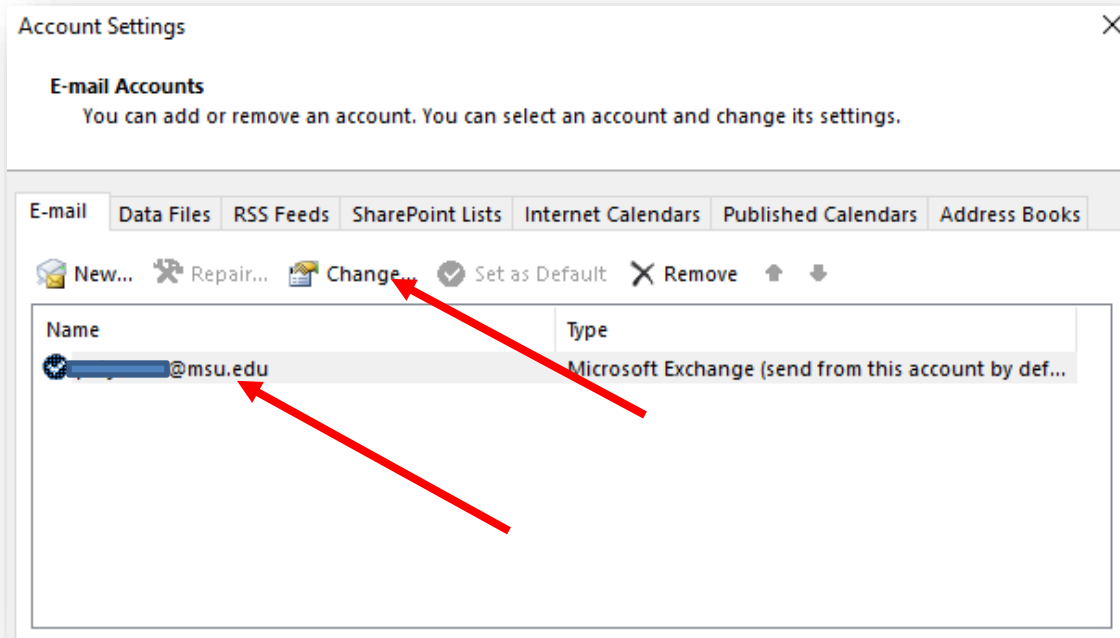 Account Settings
E-mail Accounts
You can add or remove an account. You can select an account and change its settings.
E-mail Data Files RSS Feeds SharePoint Lists Internet Calendars Published Calendars Address Books
New... Repair... Change... Set as Default Remove
Name Type
@msu.edu Microsoft Exchange (send from this account by def...